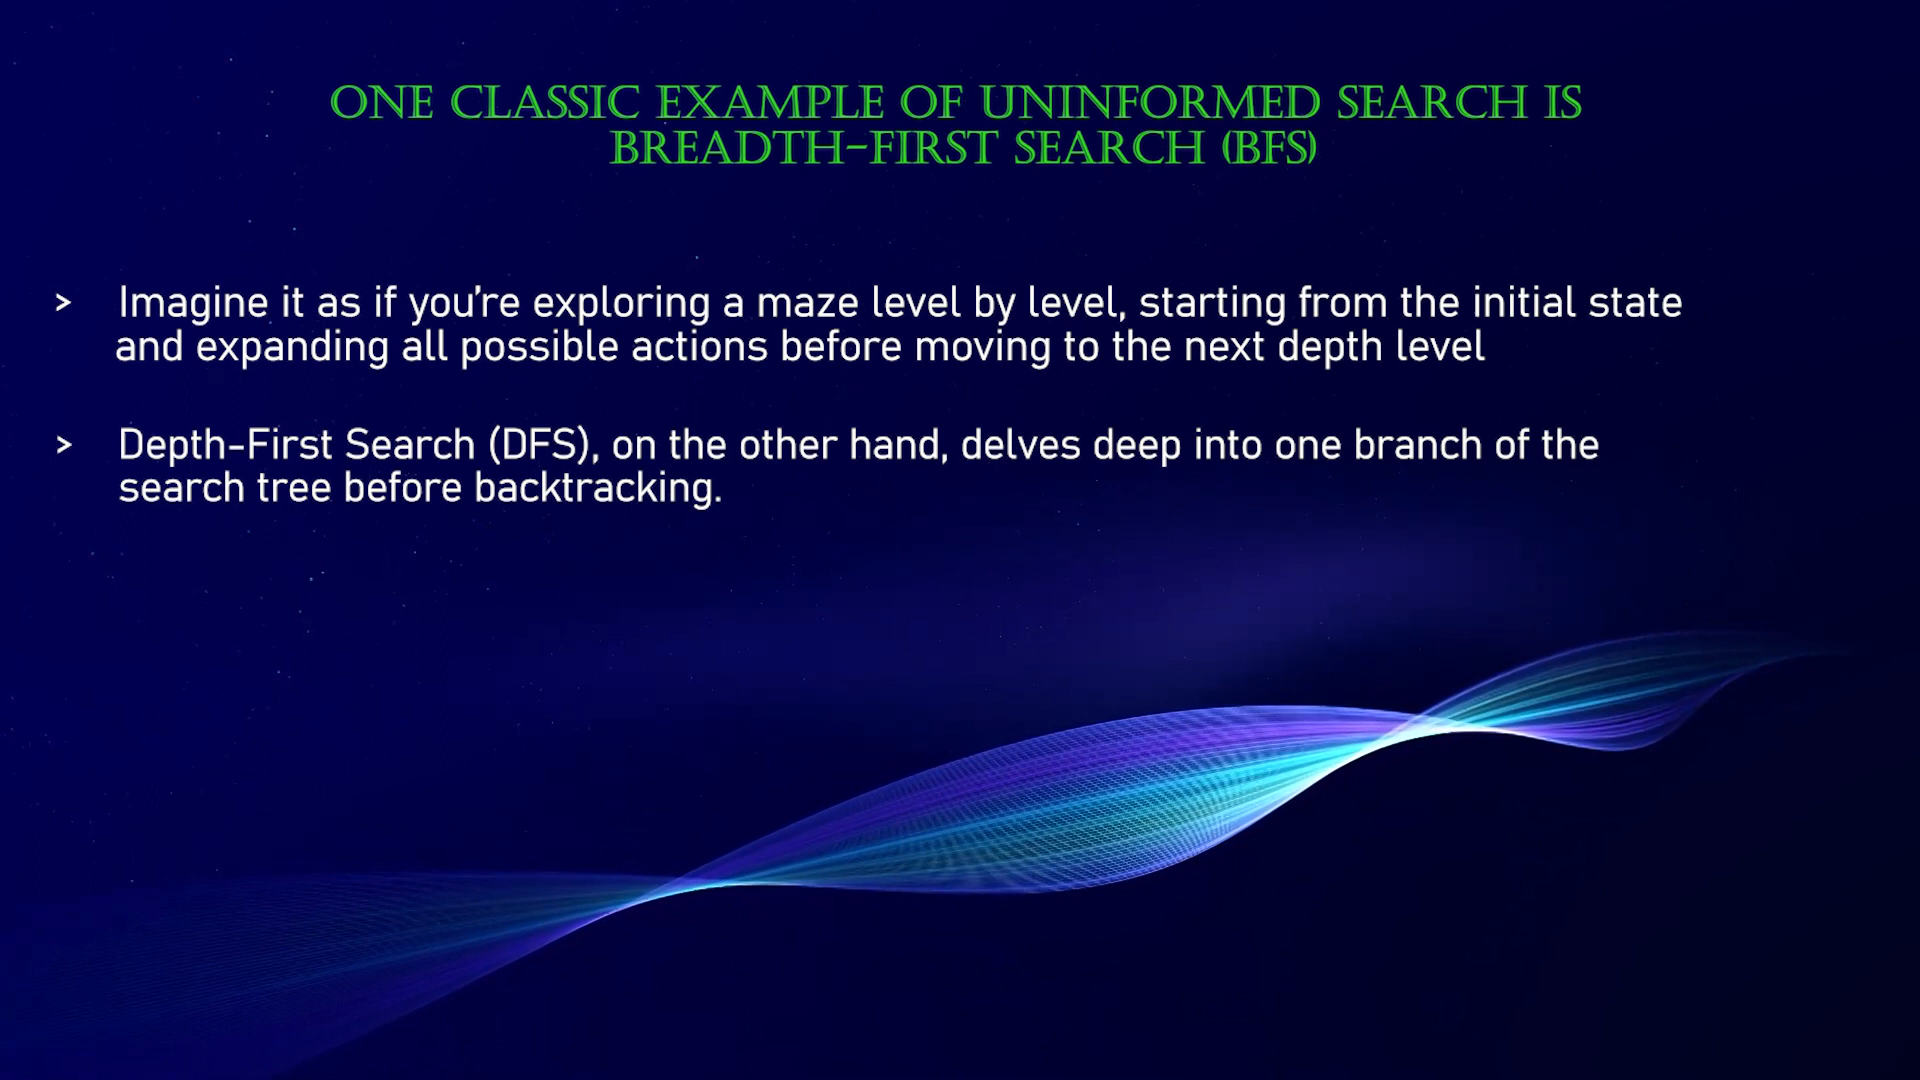 ONE CLASSIC EXAMPLE OF UNINFORMED SEARCH IS
BREADTH-FIRST SEARCH (BFS)
> Imagine it as if you're exploring a maze level by level, starting from the initial state
and expanding all possible actions before moving to the next depth level
> Depth-First Search (DFS), on the other hand, delves deep into one branch of the
search tree before backtracking.